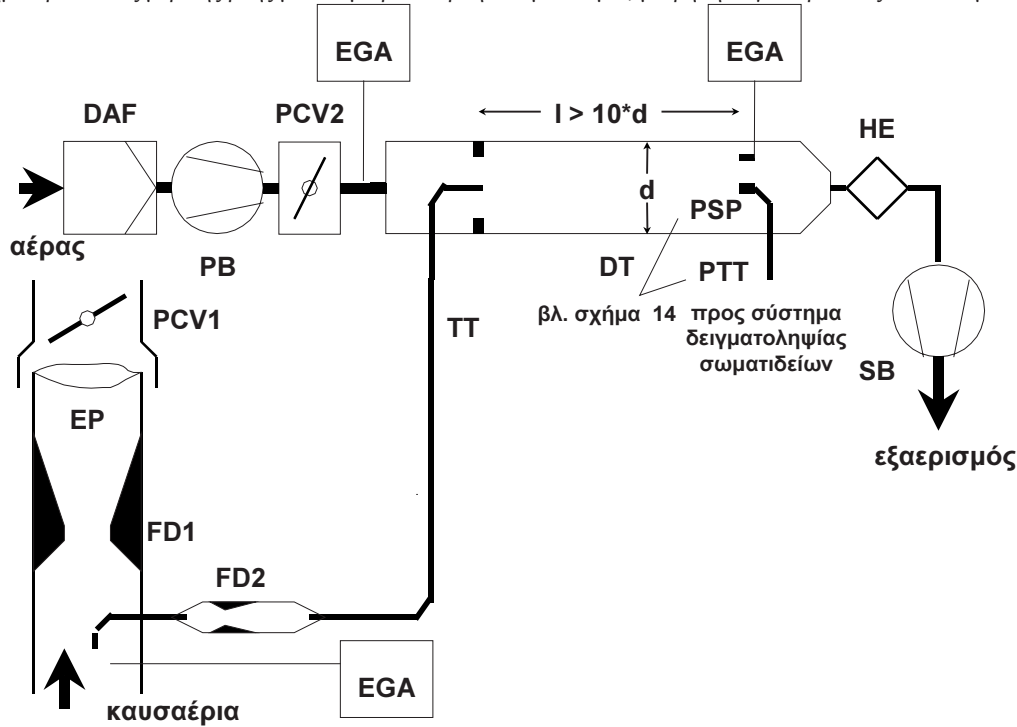 EGA
EGA
DAF
PCV2
l > 10*d
HE
d
PSP
αέρας
PB
DT
PTT
PCV1
TT
βλ. σχήμα 14
προς σύστημα
δειγματοληψίας
σωματιδείων
SB
EP
εξαερισμός
FD1
FD2
EGA
καυσαέρια